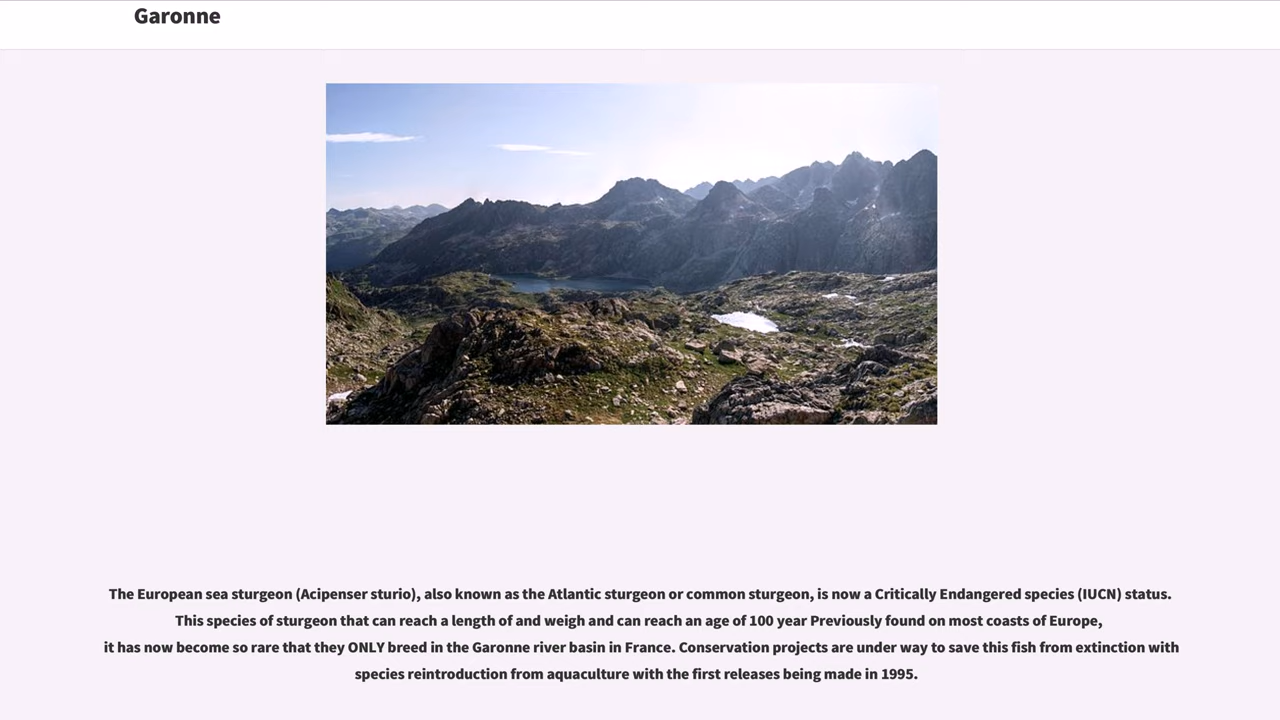 Garonne
The European sea sturgeon (Acipenser sturio), also known as the Atlantic sturgeon or common sturgeon, is now a Critically Endangered species (IUCN) status.
This species of sturgeon that can reach a length of and weigh and can reach an age of 100 year Previously found on most coasts of Europe,
it has now become so rare that they ONLY breed in the Garonne river basin in France. Conservation projects are under way to save this fish from extinction with
species reintroduction from aquaculture with the first releases being made in 1995.